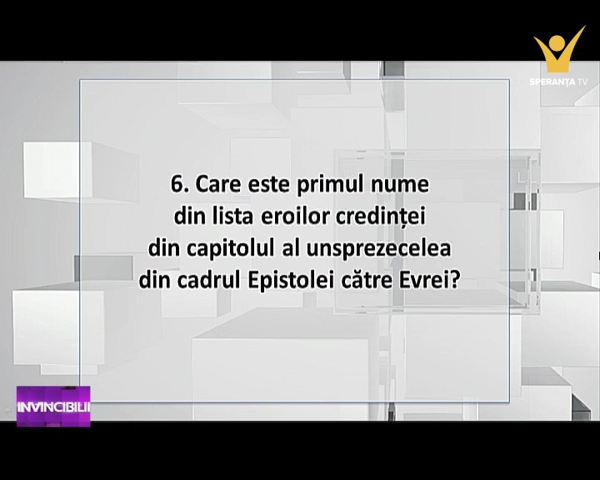 SPERANȚA TV
6. Care este primul nume
din lista eroilor credinței
din capitolul al unsprezecelea
din cadrul Epistolei către Evrei?
INVINCIBILII